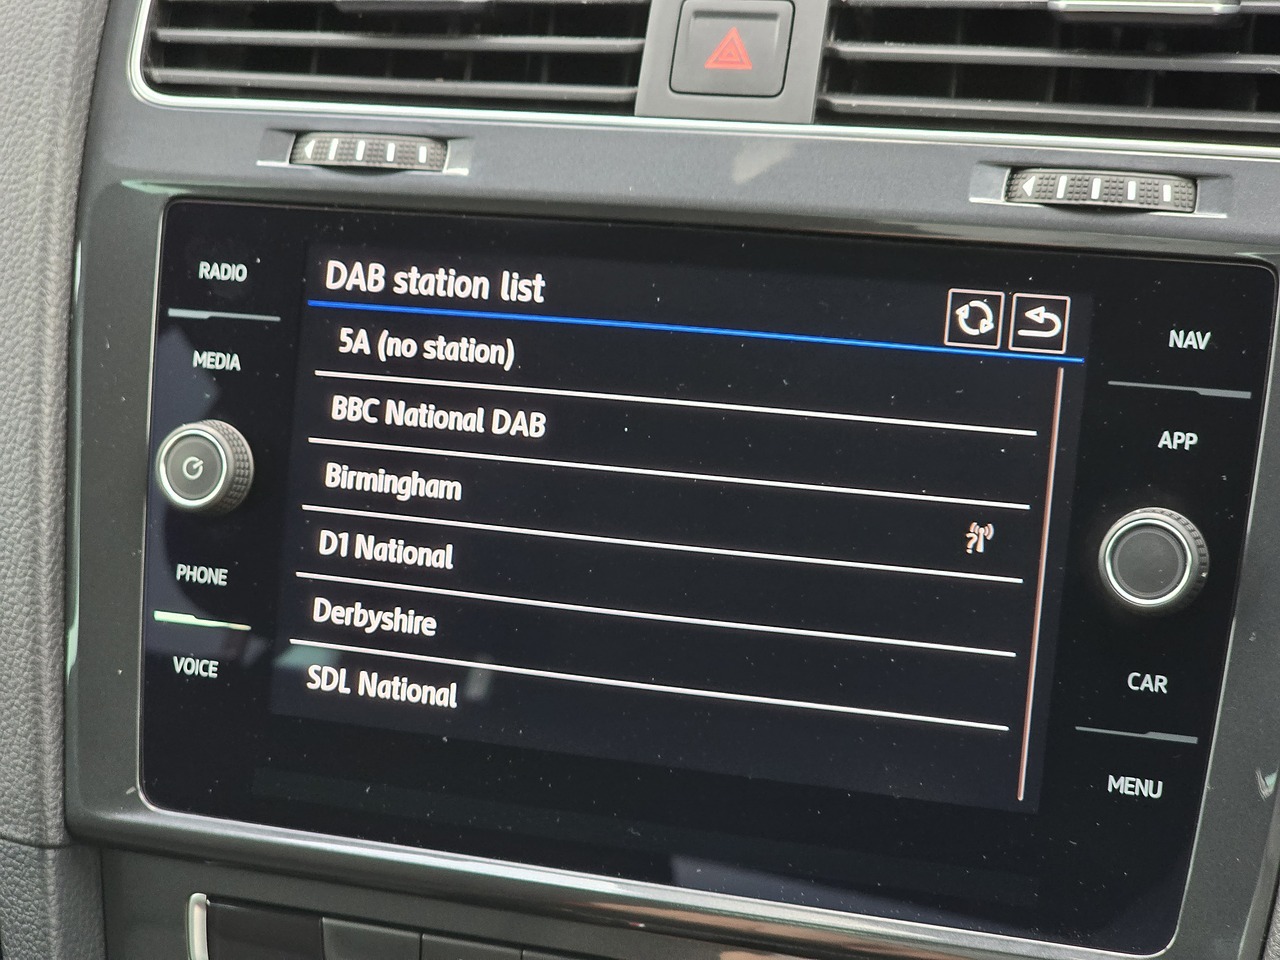 DAB station list
5A (no station)
BBC National DAB
Birmingham
D1 National
Derbyshire
SDL National
RADIO
MEDIA
PHONE
VOICE
NAV
APP
CAR
MENU